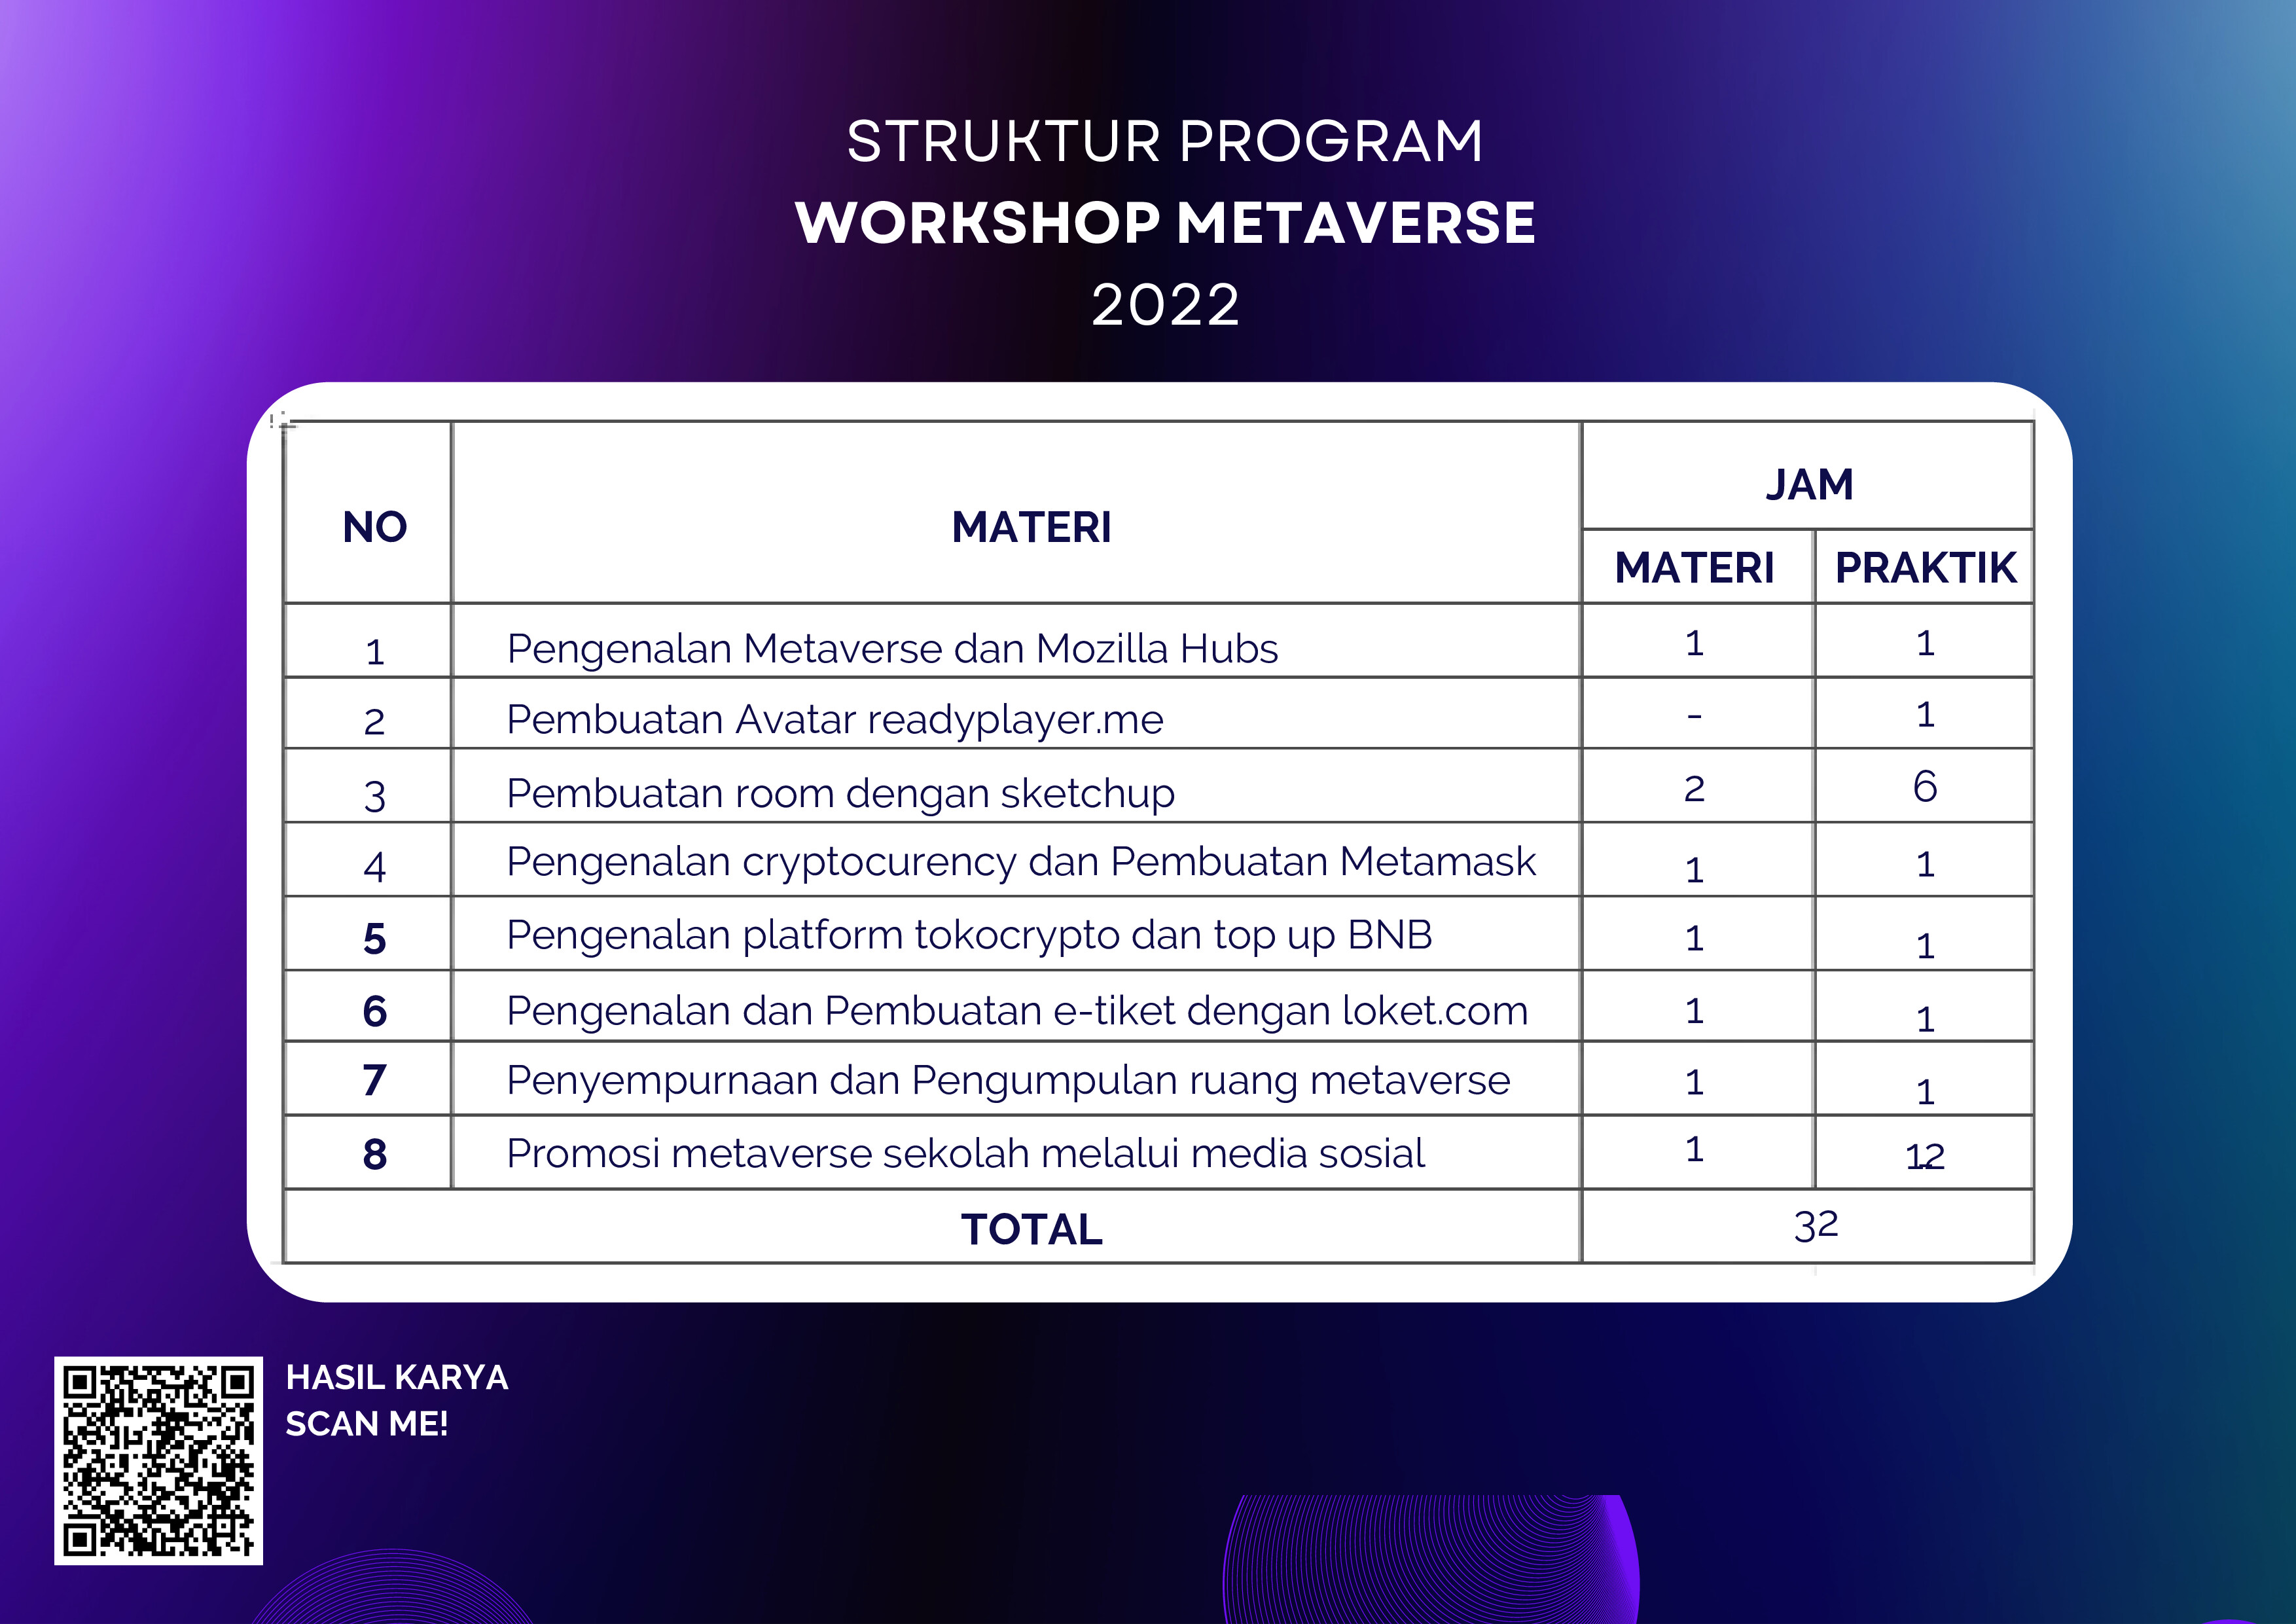 STRUKTUR PROGRAM
WORKSHOP METAVERSE
2022
NO MATERI JAM
MATERI PRAKTIK
1 Pengenalan Metaverse dan Mozilla Hubs 1 1
2 Pembuatan Avatar readyplayer.me - 1
3 Pembuatan room dengan sketchup 2 6
4 Pengenalan cryptocurency dan Pembuatan Metamask 1 1
5 Pengenalan platform tokocrypto dan top up BNB 1 1
6 Pengenalan dan Pembuatan e-tiket dengan loket.com 1 1
7 Penyempurnaan dan Pengumpulan ruang metaverse 1 1
8 Promosi metaverse sekolah melalui media sosial 1 12
TOTAL 32
HASIL KARYA
SCAN ME!